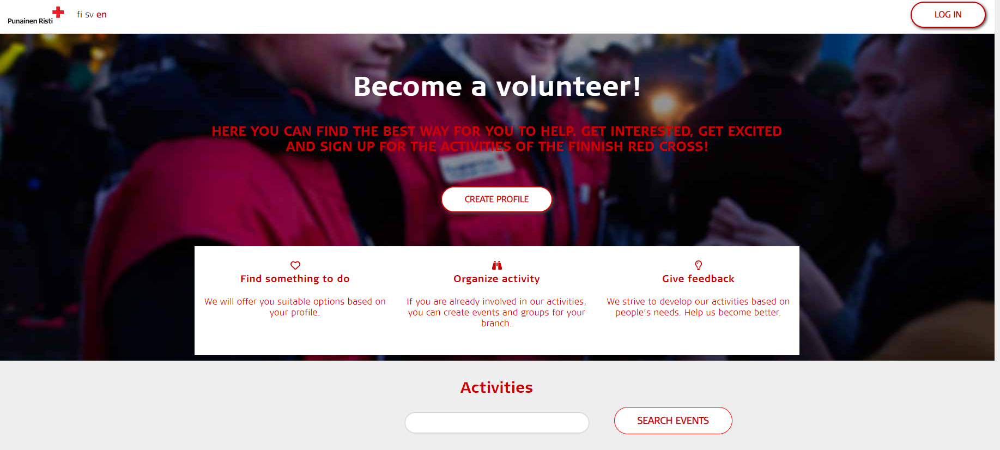 Punainen Risti
fi sv en
LOG IN
Become a volunteer!
HERE YOU CAN FIND THE BEST WAY FOR YOU TO HELP. GET INTERESTED, GET EXCITED
AND SIGN UP FOR THE ACTIVITIES OF THE FINNISH RED CROSS!
CREATE PROFILE
Find something to do
We will offer you suitable options based on
your profile.
Organize activity
If you are already involved in our activities,
you can create events and groups for your
branch.
Give feedback
We strive to develop our activities based on
people's needs. Help us become better.
Activities
SEARCH EVENTS